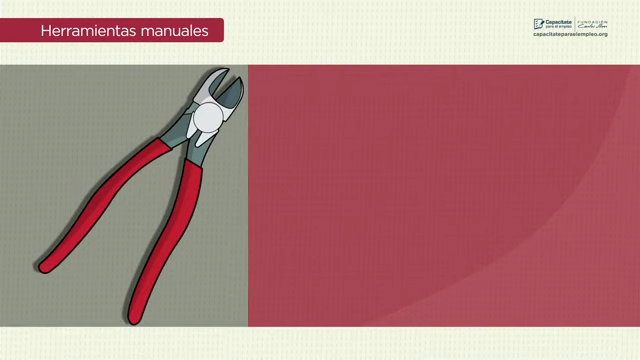 Herramientas manuales
Capacítate
para el empleo
FUNDACIÓN
Carlos Slim
capacitateparaelempleo.org